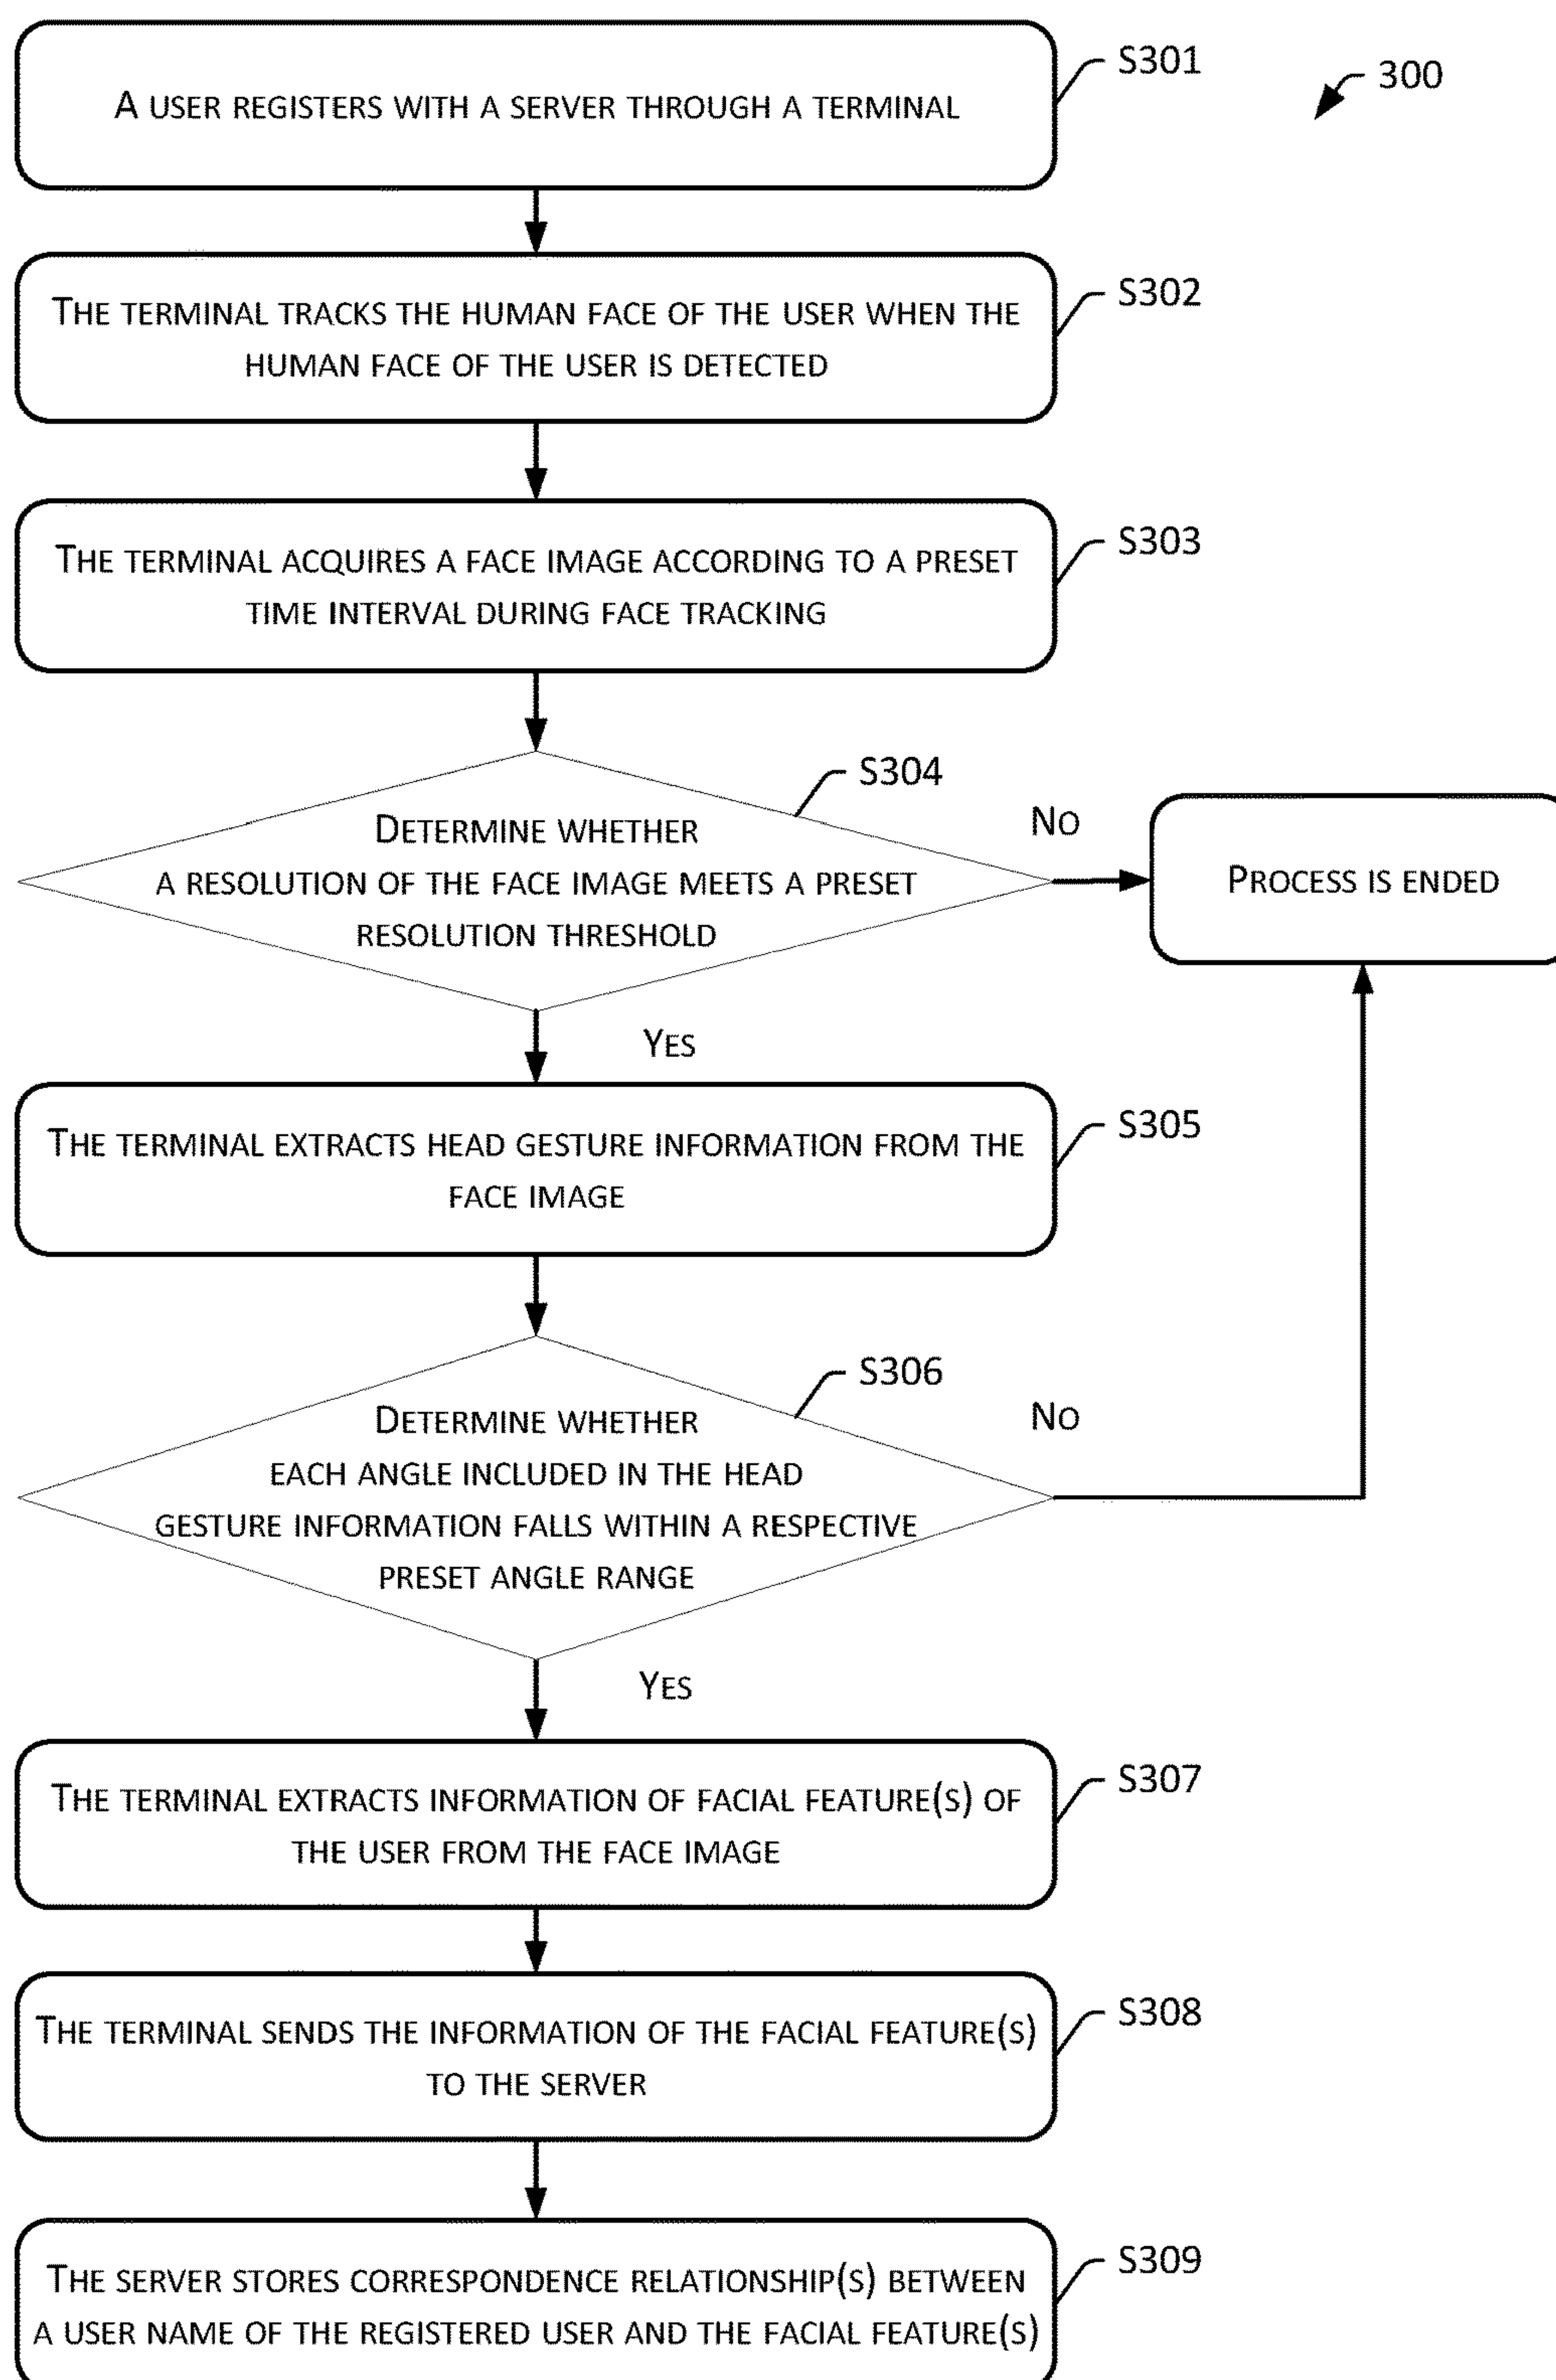 A USER REGISTERS WITH A SERVER THROUGH A TERMINAL
S301
300
THE TERMINAL TRACKS THE HUMAN FACE OF THE USER WHEN THE
HUMAN FACE OF THE USER IS DETECTED
S302
THE TERMINAL ACQUIRES A FACE IMAGE ACCORDING TO A PRESET
TIME INTERVAL DURING FACE TRACKING
S303
S304
DETERMINE WHETHER
A RESOLUTION OF THE FACE IMAGE MEETS A PRESET
RESOLUTION THRESHOLD
NO
PROCESS IS ENDED
YES
THE TERMINAL EXTRACTS HEAD GESTURE INFORMATION FROM THE
FACE IMAGE
S305
S306
DETERMINE WHETHER
EACH ANGLE INCLUDED IN THE HEAD
GESTURE INFORMATION FALLS WITHIN A RESPECTIVE
PRESET ANGLE RANGE
NO
YES
THE TERMINAL EXTRACTS INFORMATION OF FACIAL FEATURE(S) OF
THE USER FROM THE FACE IMAGE
S307
THE TERMINAL SENDS THE INFORMATION OF THE FACIAL FEATURE(S)
TO THE SERVER
S308
THE SERVER STORES CORRESPONDENCE RELATIONSHIP(S) BETWEEN
A USER NAME OF THE REGISTERED USER AND THE FACIAL FEATURE(S)
S309